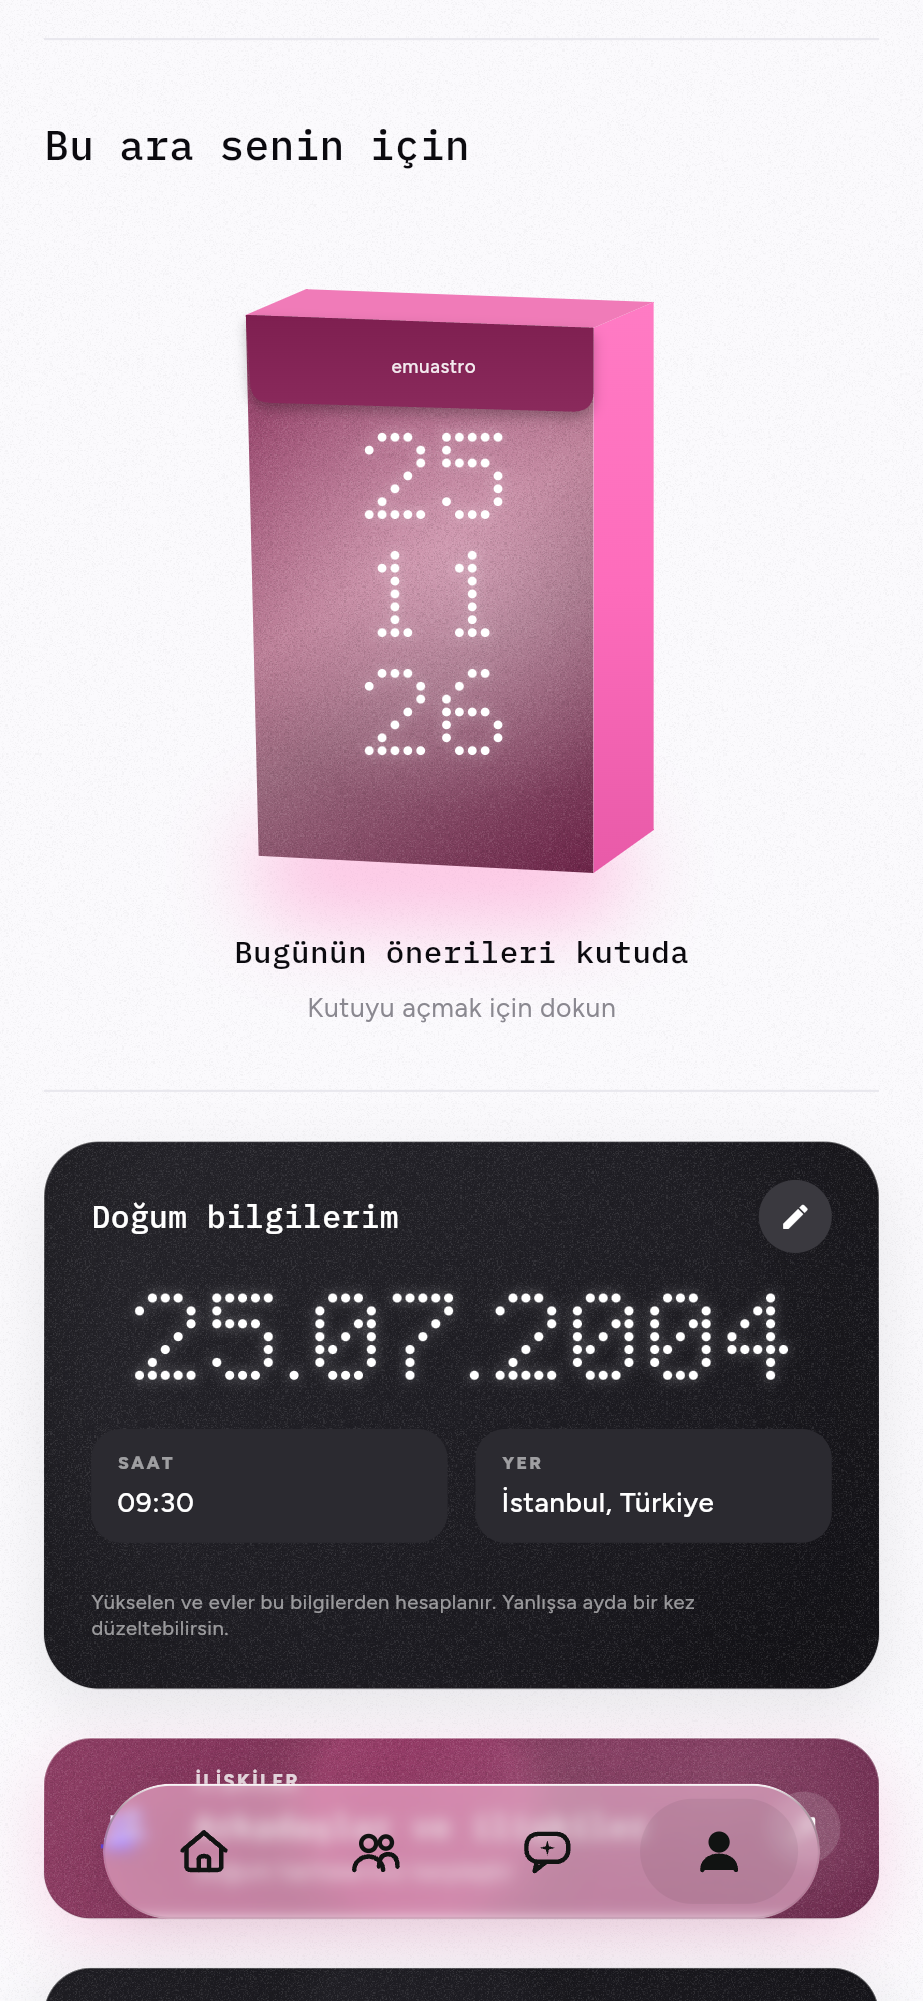 Bu ara senin için
emuastro
25
11
26
Bugünün önerileri kutuda
Kutuyu açmak için dokun
Doğum bilgilerim
25.07.2004
SAAT
09:30
YER
İstanbul, Türkiye
Yükselen ve evler bu bilgilerden hesaplanır. Yanlışsa ayda bir kez
düzeltebilirsin.
İLİŞKİLER